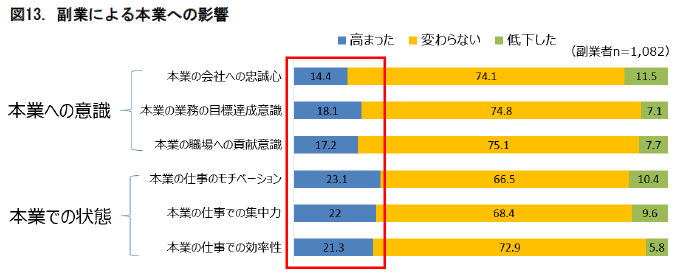 図13. 副業による本業への影響
■高まった ■変わらない ■低下した
（副業者n=1,082）
本業への意識
本業の会社への忠誠心 14.4 74.1 11.5
本業の業務の目標達成意識 18.1 74.8 7.1
本業の職場への貢献意識 17.2 75.1 7.7
本業での状態
本業の仕事のモチベーション 23.1 66.5 10.4
本業の仕事での集中力 22 68.4 9.6
本業の仕事での効率性 21.3 72.9 5.8